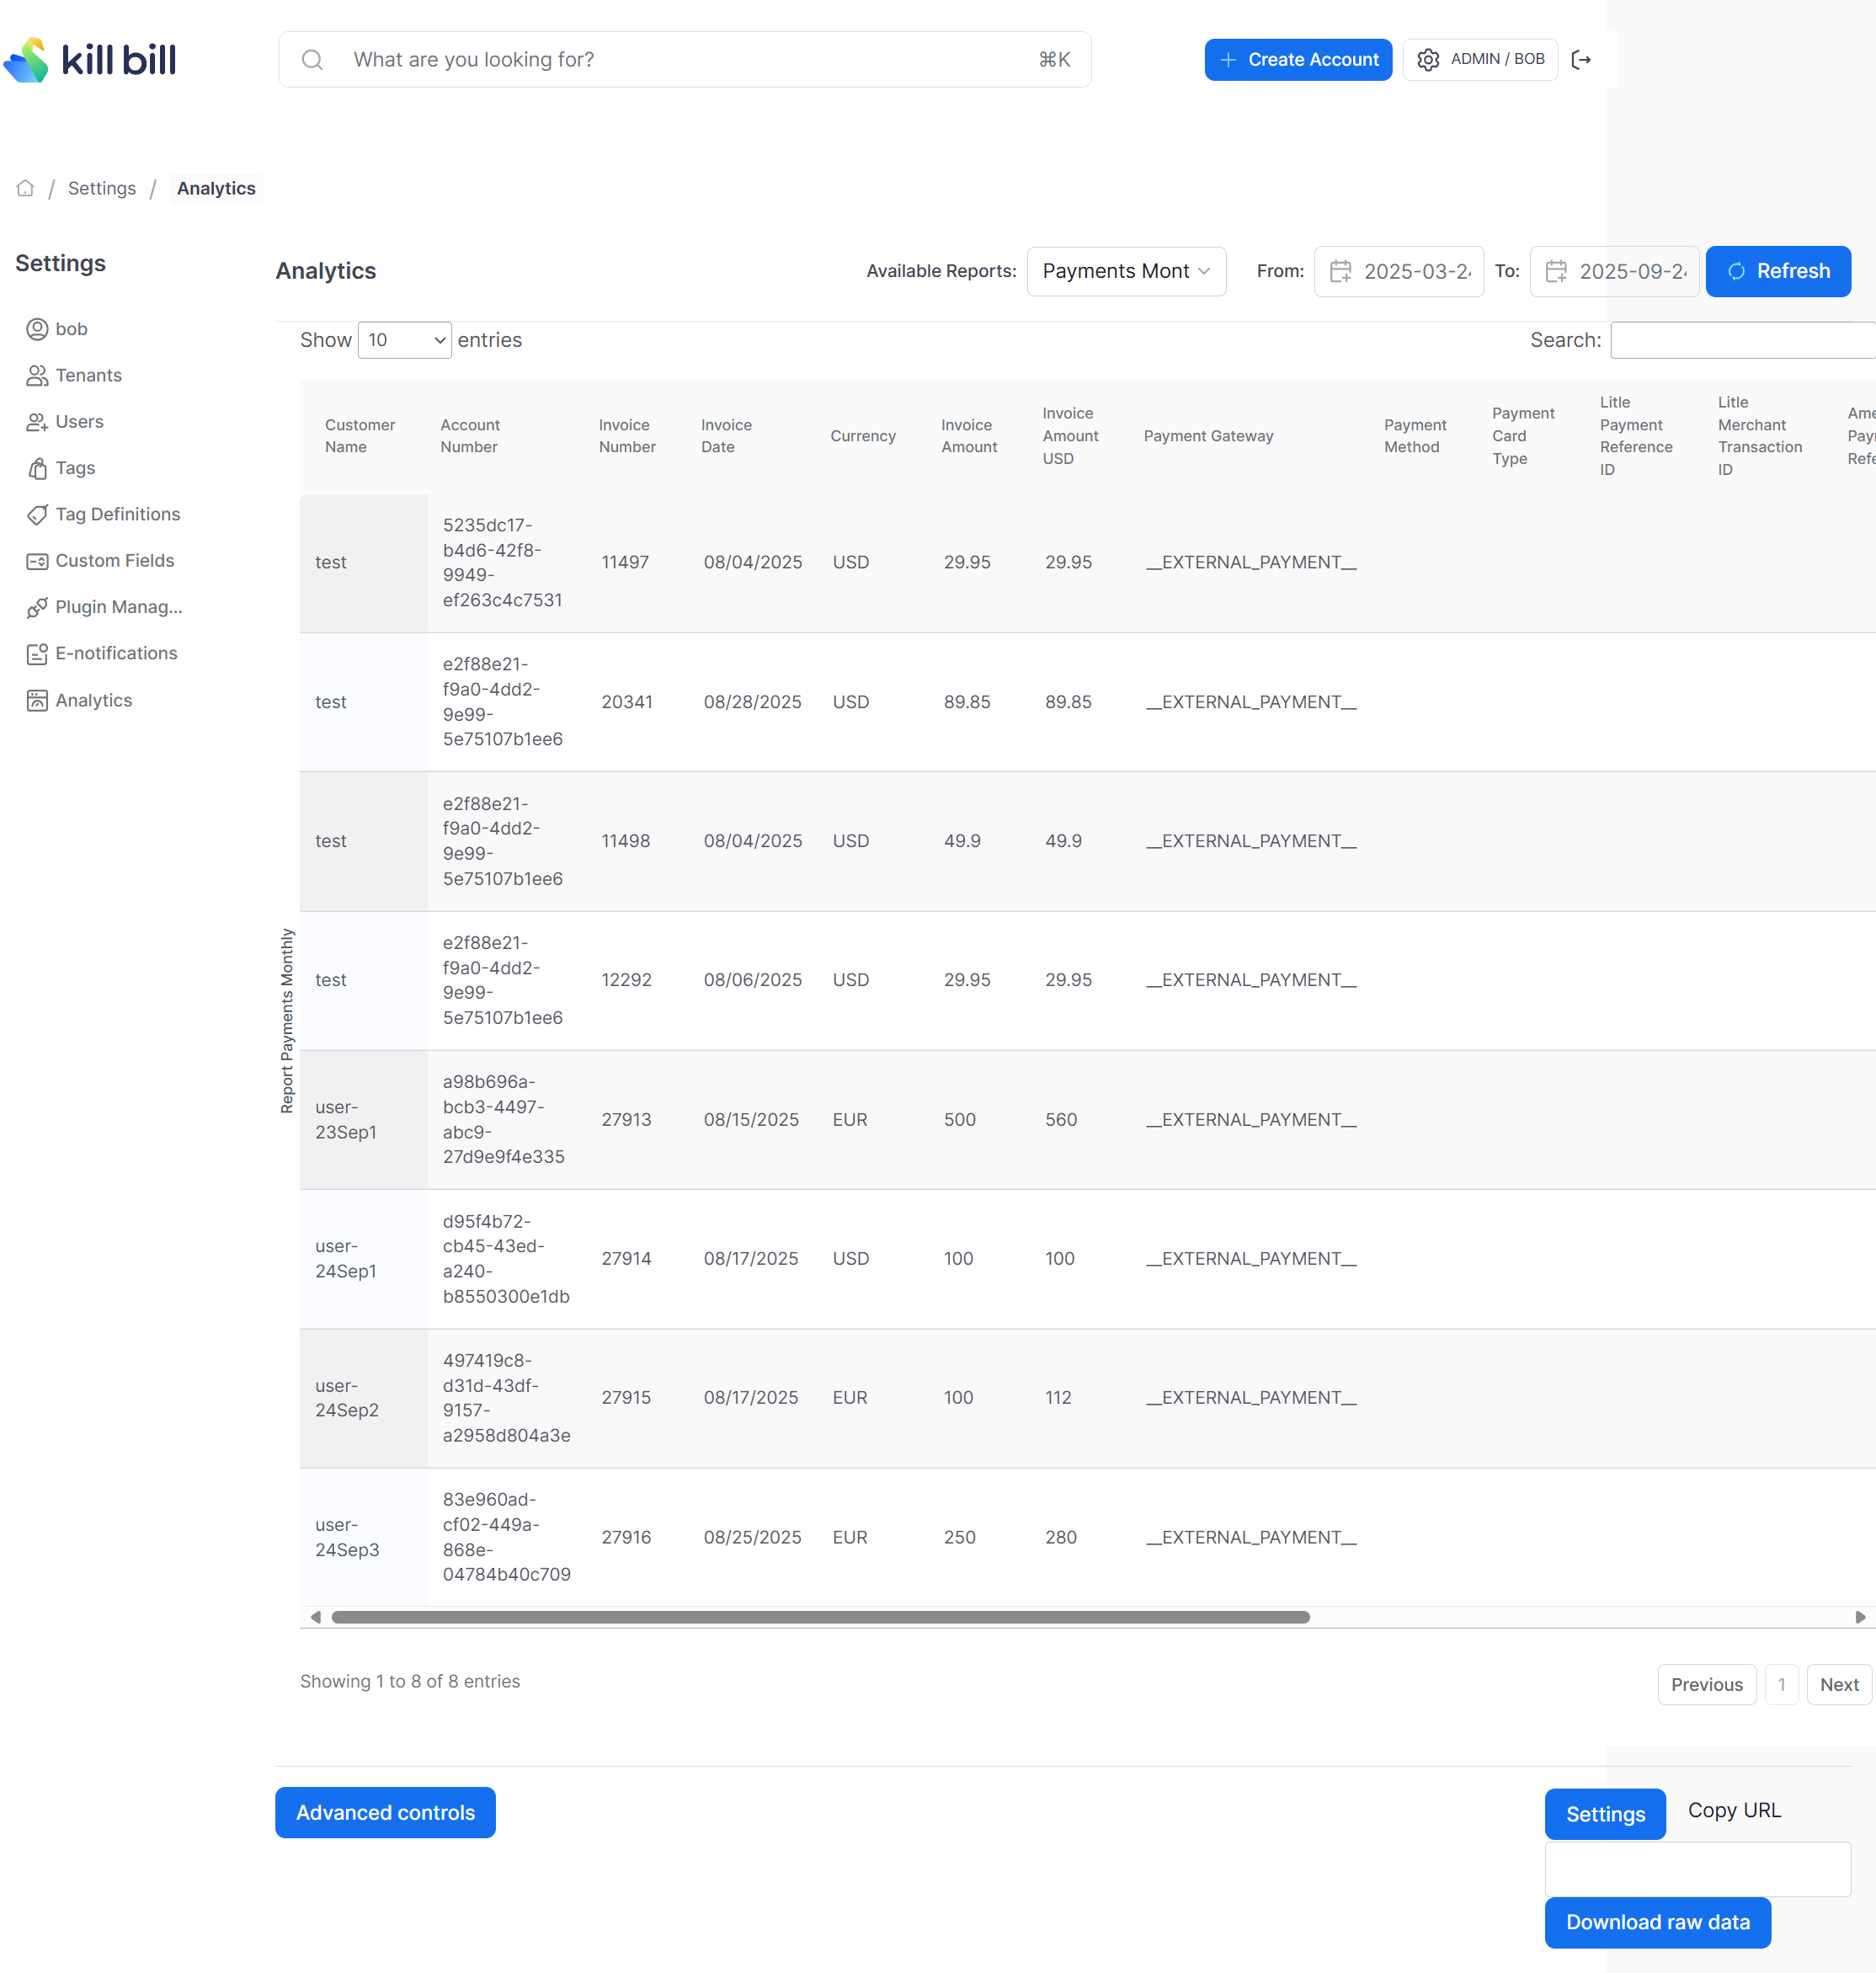 kill bill
What are you looking for?
⌘K
Create Account
ADMIN / BOB
/ Settings / Analytics
Settings
bob
Tenants
Users
Tags
Tag Definitions
Custom Fields
Plugin Manag...
E-notifications
Analytics
Analytics
Available Reports:
Payments Mont
From:
2025-03-24
To:
2025-09-24
Refresh
Show 10 entries
Search:
Customer
Name
Account
Number
Invoice
Number
Invoice
Date
Currency
Invoice
Amount
Invoice
Amount
USD
Payment Gateway
Payment
Method
Payment
Card
Type
Litle
Payment
Reference
ID
Litle
Merchant
Transaction
ID
Ame
Pay
Refe
test
5235dc17-
b4d6-42f8-
9949-
ef263c4c7531
11497
08/04/2025
USD
29.95
29.95
__EXTERNAL_PAYMENT__
test
e2f88e21-
f9a0-4dd2-
9e99-
5e75107b1ee6
20341
08/28/2025
USD
89.85
89.85
__EXTERNAL_PAYMENT__
test
e2f88e21-
f9a0-4dd2-
9e99-
5e75107b1ee6
11498
08/04/2025
USD
49.9
49.9
__EXTERNAL_PAYMENT__
test
e2f88e21-
f9a0-4dd2-
9e99-
5e75107b1ee6
12292
08/06/2025
USD
29.95
29.95
__EXTERNAL_PAYMENT__
user-
23Sep1
a98b696a-
bcb3-4497-
abc9-
27d9e9f4e335
27913
08/15/2025
EUR
500
560
__EXTERNAL_PAYMENT__
user-
24Sep1
d95f4b72-
cb45-43ed-
a240-
b8550300e1db
27914
08/17/2025
USD
100
100
__EXTERNAL_PAYMENT__
user-
24Sep2
497419c8-
d31d-43df-
9157-
a2958d804a3e
27915
08/17/2025
EUR
100
112
__EXTERNAL_PAYMENT__
user-
24Sep3
83e960ad-
cf02-449a-
868e-
04784b40c709
27916
08/25/2025
EUR
250
280
__EXTERNAL_PAYMENT__
Report Payments Monthly
Showing 1 to 8 of 8 entries
Previous
1
Next
Advanced controls
Settings
Copy URL
Download raw data